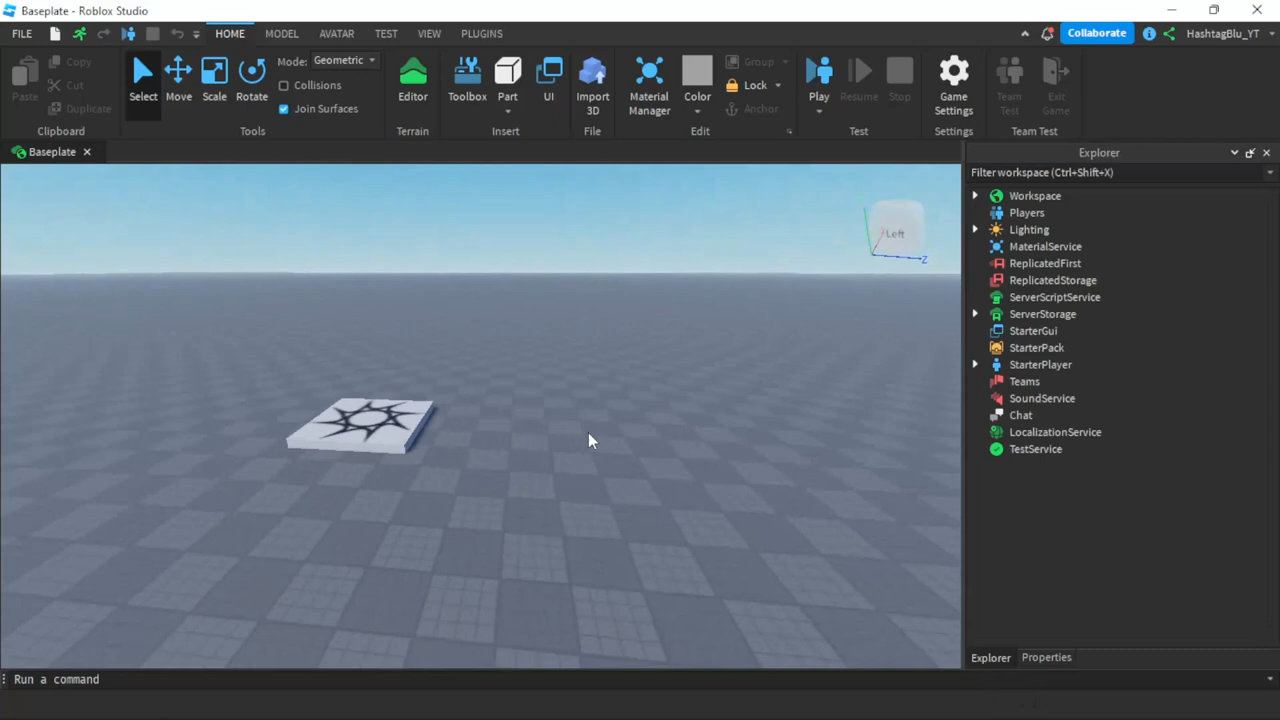 Baseplate - Roblox Studio
FILE HOME MODEL AVATAR TEST VIEW PLUGINS Collaborate HashtagBlu_YT
Paste Copy Cut Duplicate
Clipboard
Select Move Scale Rotate
Mode: Geometric
Collisions
Join Surfaces
Tools
Editor
Terrain
Toolbox Part UI
Insert
Import 3D
File
Material Manager Color
Group
Lock
Anchor
Edit
Play Resume Stop
Test
Game Settings
Settings
Team Test Exit Game
Team Test
Baseplate
Left
Z
Explorer
Filter workspace (Ctrl+Shift+X)
Workspace
Players
Lighting
MaterialService
ReplicatedFirst
ReplicatedStorage
ServerScriptService
ServerStorage
StarterGui
StarterPack
StarterPlayer
Teams
SoundService
Chat
LocalizationService
TestService
Explorer Properties
Run a command